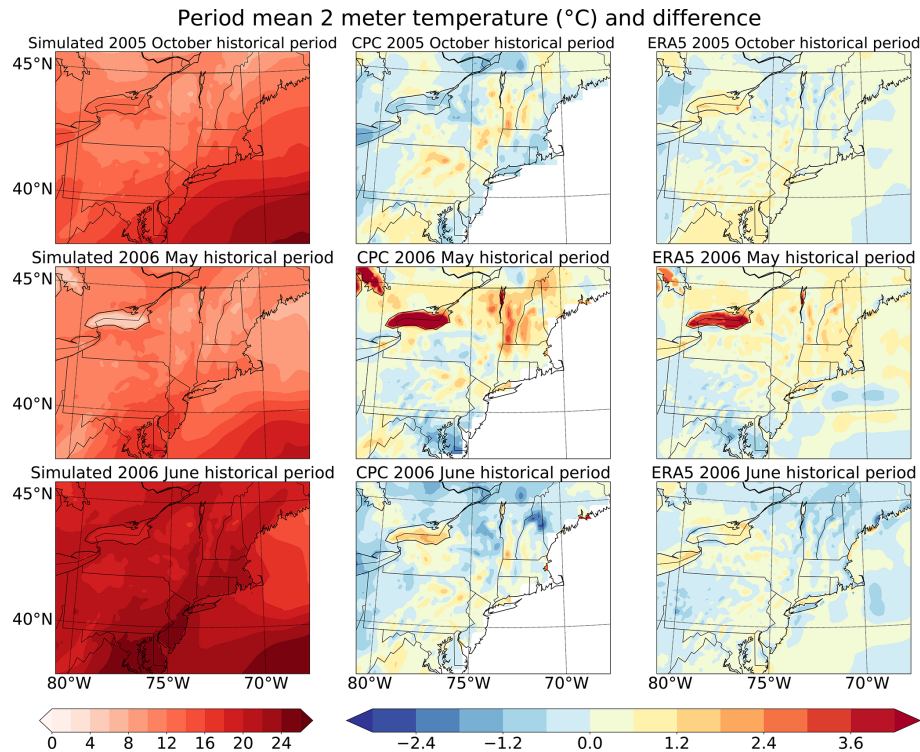 Period mean 2 meter temperature (°C) and difference
Simulated 2005 October historical period
CPC 2005 October historical period
ERA5 2005 October historical period
45°N
40°N
Simulated 2006 May historical period
CPC 2006 May historical period
ERA5 2006 May historical period
45°N
40°N
Simulated 2006 June historical period
CPC 2006 June historical period
ERA5 2006 June historical period
45°N
40°N
80°W 75°W 70°W
80°W 75°W 70°W
80°W 75°W 70°W
0 4 8 12 16 20 24
−2.4 −1.2 0.0 1.2 2.4 3.6